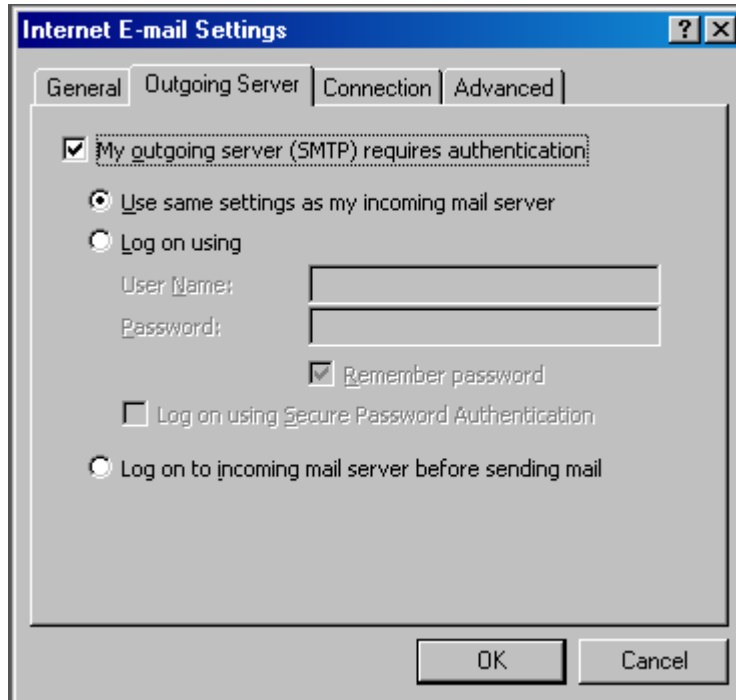 Internet E-mail Settings
General Outgoing Server Connection Advanced
My outgoing server (SMTP) requires authentication
Use same settings as my incoming mail server
Log on using
User Name:
Password:
Remember password
Log on using Secure Password Authentication
Log on to incoming mail server before sending mail
OK Cancel